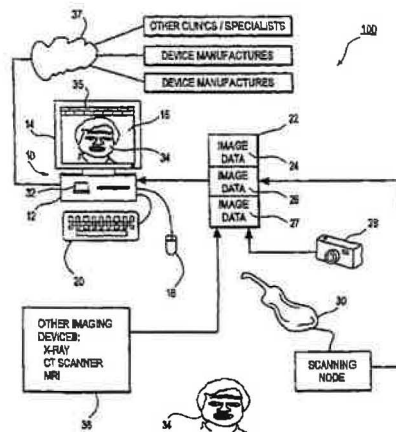 37
OTHER CLINICS / SPECIALISTS
DEVICE MANUFACTURES
DEVICE MANUFACTURES
100
35
14
16
22
10
34
IMAGE DATA
24
IMAGE DATA
26
IMAGE DATA
27
32
12
20
18
28
30
OTHER IMAGING
DEVICES:
X-RAY
CT SCANNER
MRI
36
34
SCANNING
NODE